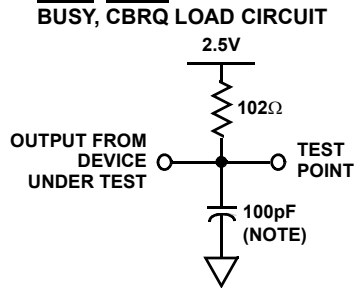 BUSY, CBRQ LOAD CIRCUIT
2.5V
102Ω
OUTPUT FROM
DEVICE
UNDER TEST
TEST
POINT
100pF
(NOTE)